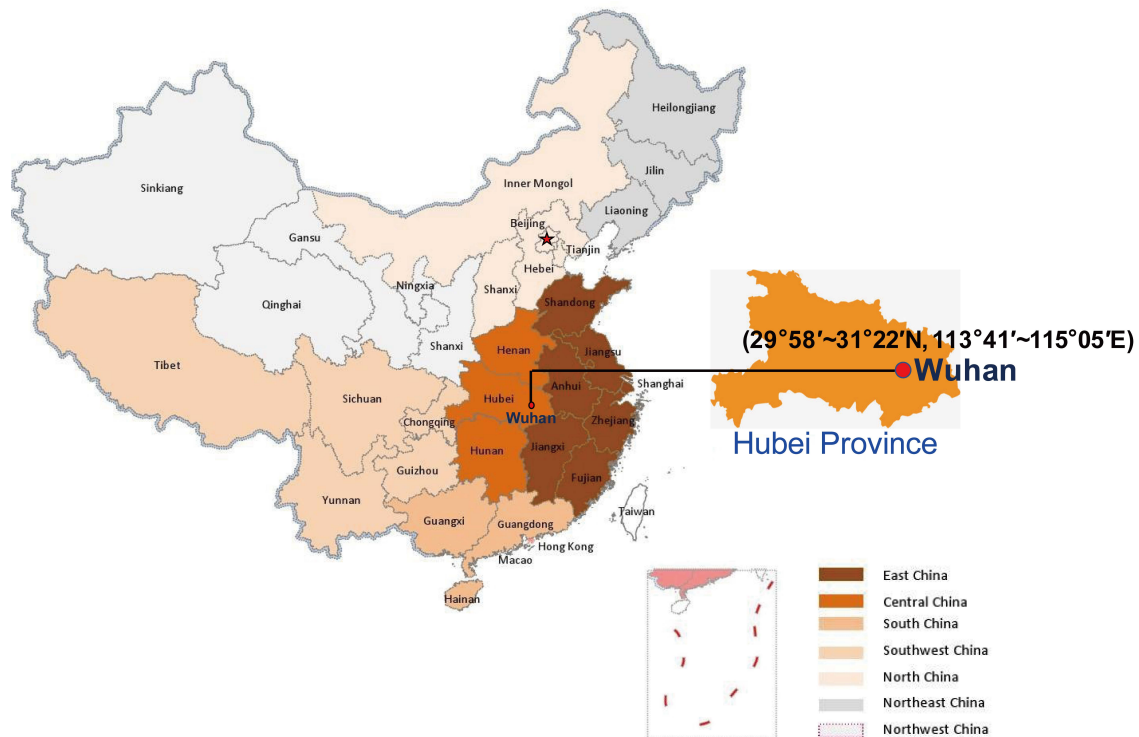 Heilongjiang
Jilin
Inner Mongol
Sinkiang
Liaoning
Beijing
Gansu
Tianjin
Hebei
Ningxia
Shanxi
Qinghai
Shandong
Shanxi
Henan
(29°58′~31°22′N, 113°41′~115°05′E)
Jiangsu
Tibet
Wuhan
Anhui
Shanghai
Sichuan
Hubei
Wuhan
Chongqing
Zhejiang
Hubei Province
Hunan
Jiangxi
Guizhou
Fujian
Yunnan
Taiwan
Guangxi
Guangdong
Hong Kong
Macao
Hainan
East China
Central China
South China
Southwest China
North China
Northeast China
Northwest China